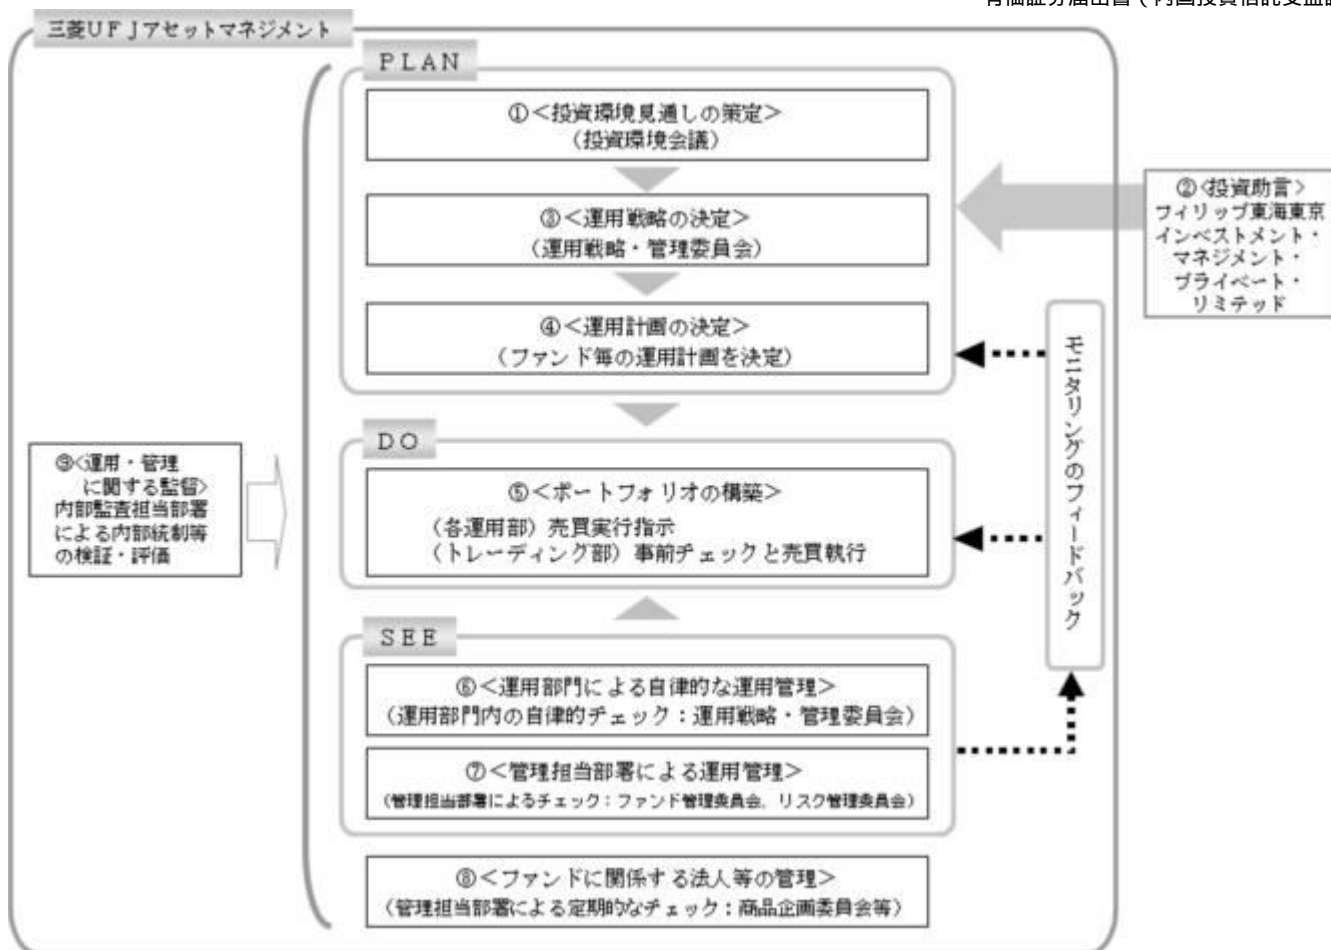 有価証券届出書（内国投資信託受益証
三菱ＵＦＪアセットマネジメント
ＰＬＡＮ
①＜投資環境見通しの策定＞
（投資環境会議）
②＜投資助言＞
フィリップ東海東京
インベストメント・
マネジメント・
プライベート・
リミテッド
③＜運用戦略の決定＞
（運用戦略・管理委員会）
④＜運用計画の決定＞
（ファンド毎の運用計画を決定）
モニタリングのフィードバック
ＤＯ
⑤＜ポートフォリオの構築＞
（各運用部）売買実行指示
（トレーディング部）事前チェックと売買執行
⑨＜運用・管理
に関する監督＞
内部監査担当部署
による内部統制等
の検証・評価
ＳＥＥ
⑥＜運用部門による自律的な運用管理＞
（運用部門内の自律的チェック：運用戦略・管理委員会）
⑦＜管理担当部署による運用管理＞
（管理担当部署によるチェック：ファンド管理委員会、リスク管理委員会）
⑧＜ファンドに関係する法人等の管理＞
（管理担当部署による定期的なチェック：商品企画委員会等）